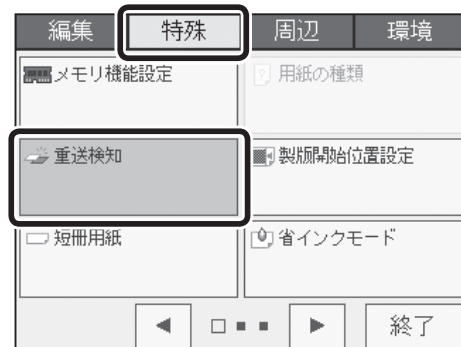 編集 特殊 周辺 環境
メモリ機能設定 用紙の種類
重送検知 製版開始位置設定
短冊用紙 省インクモード
終了